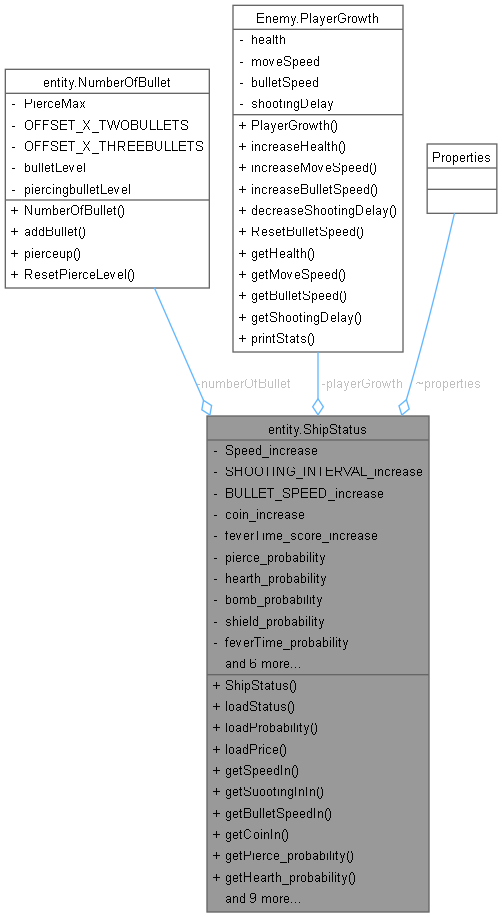 Enemy.PlayerGrowth
- health
- moveSpeed
- bulletSpeed
- shootingDelay
+ PlayerGrowth()
+ increaseHealth()
+ increaseMoveSpeed()
+ increaseBulletSpeed()
+ decreaseShootingDelay()
+ ResetBulletSpeed()
+ getHealth()
+ getMoveSpeed()
+ getBulletSpeed()
+ getShootingDelay()
+ printStats()
entity.NumberOfBullet
- PierceMax
- OFFSET_X_TWOBULLETS
- OFFSET_X_THREEBULLETS
- bulletLevel
- piercingbulletLevel
+ NumberOfBullet()
+ addBullet()
+ pierceup()
+ ResetPierceLevel()
Properties
-numberOfBullet
-playerGrowth
~properties
entity.ShipStatus
- Speed_increase
- SHOOTING_INTERVAL_increase
- BULLET_SPEED_increase
- coin_increase
- feverTime_score_increase
- pierce_probability
- hearth_probability
- bomb_probability
- shield_probability
- feverTime_probability
and 6 more...
+ ShipStatus()
+ loadStatus()
+ loadProbability()
+ loadPrice()
+ getSpeedIn()
+ getSuootingInIn()
+ getBulletSpeedIn()
+ getCoinIn()
+ getPierce_probability()
+ getHearth_probability()
and 9 more...